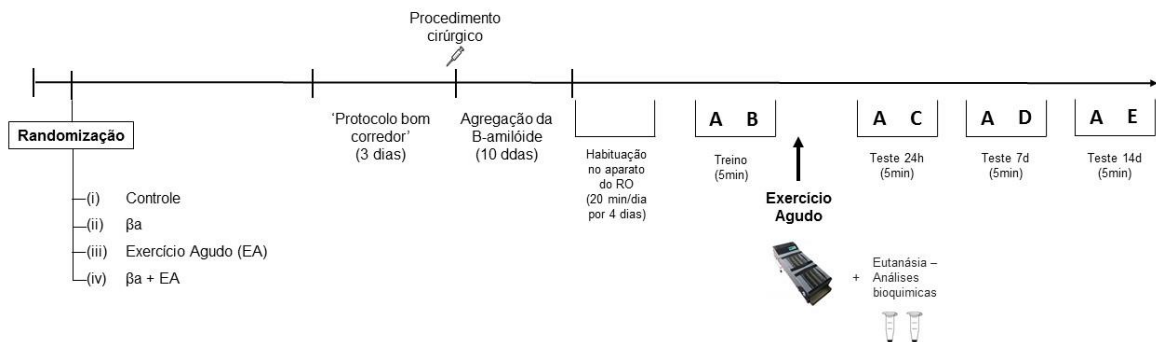 Procedimento
cirúrgico
Randomização
(i) Controle
(ii) βa
(iii) Exercício Agudo (EA)
(iv) βa + EA
‘Protocolo bom
corredor’
(3 dias)
Agregação da
B-amilóide
(10 ddas)
Habituação
no aparato
do RO
(20 min/dia
por 4 dias)
A B
Treino
(5min)
Exercício
Agudo
+
Eutanásia –
Análises
bioquimicas
A C
Teste 24h
(5min)
A D
Teste 7d
(5min)
A E
Teste 14d
(5min)